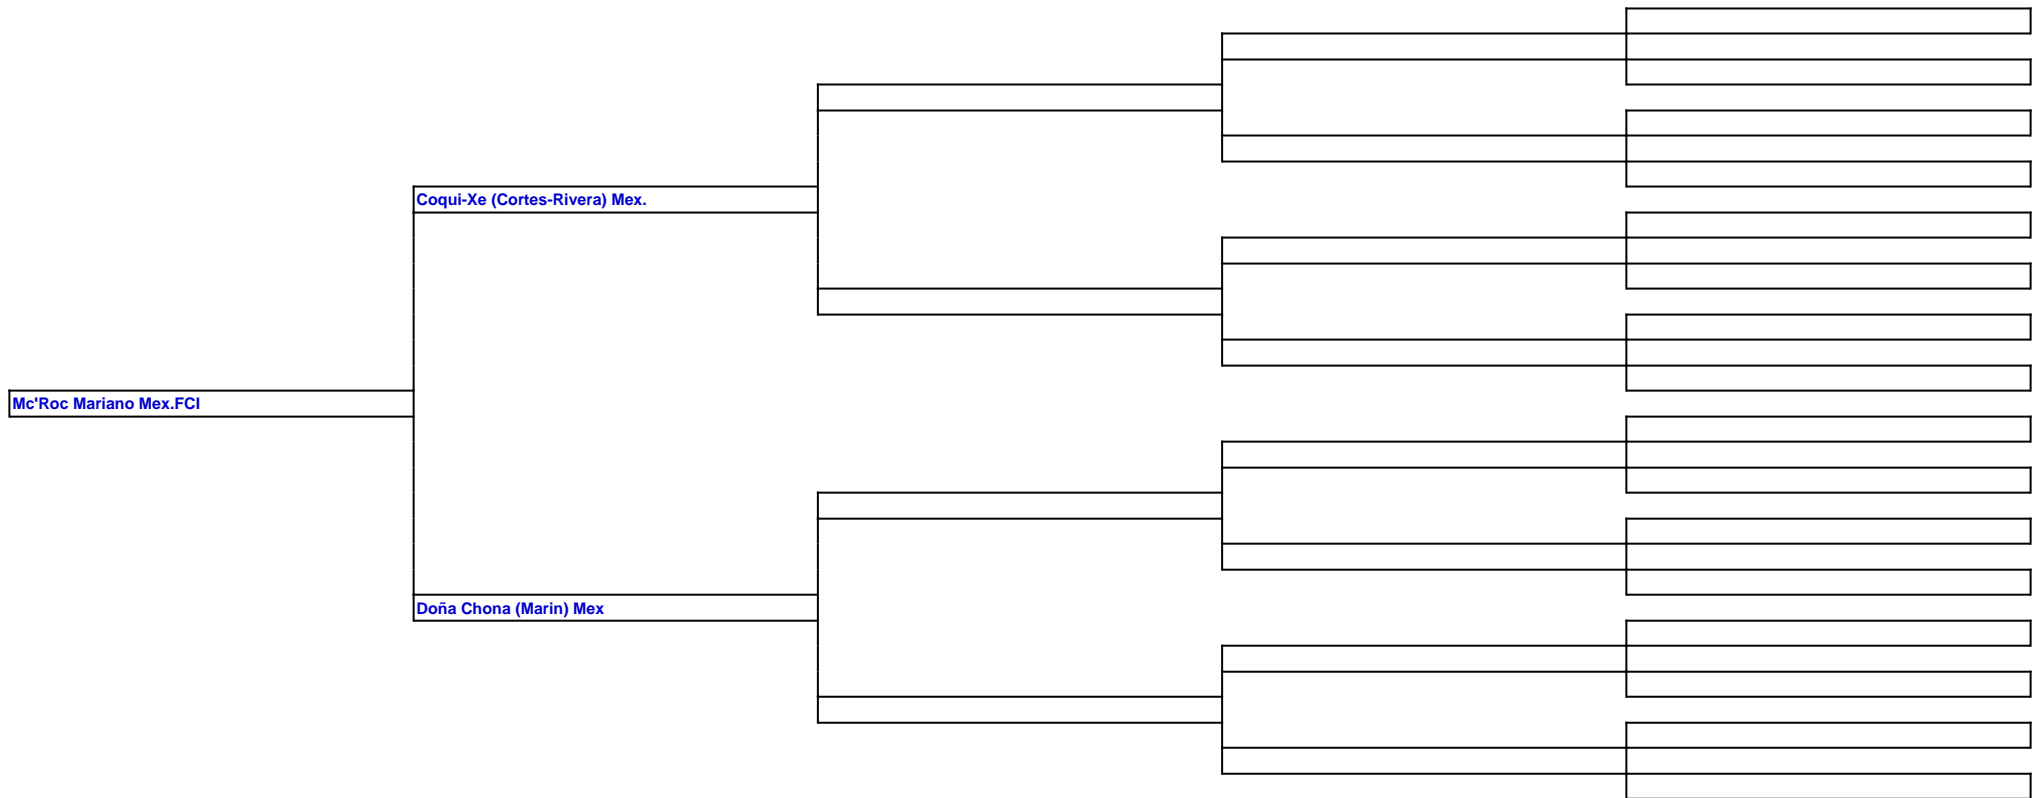 Coqui-Xe (Cortes-Rivera) Mex.
Mc'Roc Mariano Mex.FCI
Doña Chona (Marin) Mex